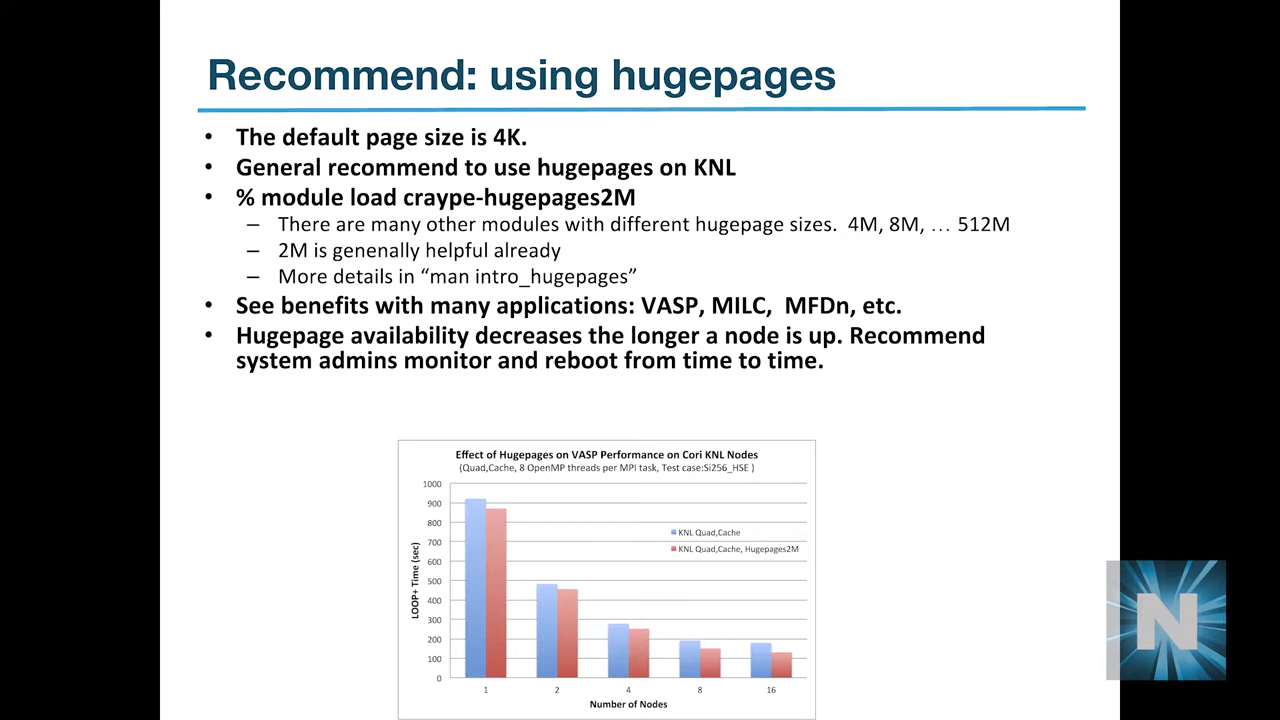 Recommend: using hugepages
• The default page size is 4K.
• General recommend to use hugepages on KNL
• % module load craype-hugepages2M
– There are many other modules with different hugepage sizes. 4M, 8M, … 512M
– 2M is genenally helpful already
– More details in “man intro_hugepages”
• See benefits with many applications: VASP, MILC, MFDn, etc.
• Hugepage availability decreases the longer a node is up. Recommend
system admins monitor and reboot from time to time.
Effect of Hugepages on VASP Performance on Cori KNL Nodes
(Quad,Cache, 8 OpenMP threads per MPI task, Test case:Si256_HSE )
1000
900
800
700
600
500
400
300
200
100
0
LOOP+ Time (sec)
KNL Quad,Cache
KNL Quad,Cache, Hugepages2M
1 2 4 8 16
Number of Nodes
N